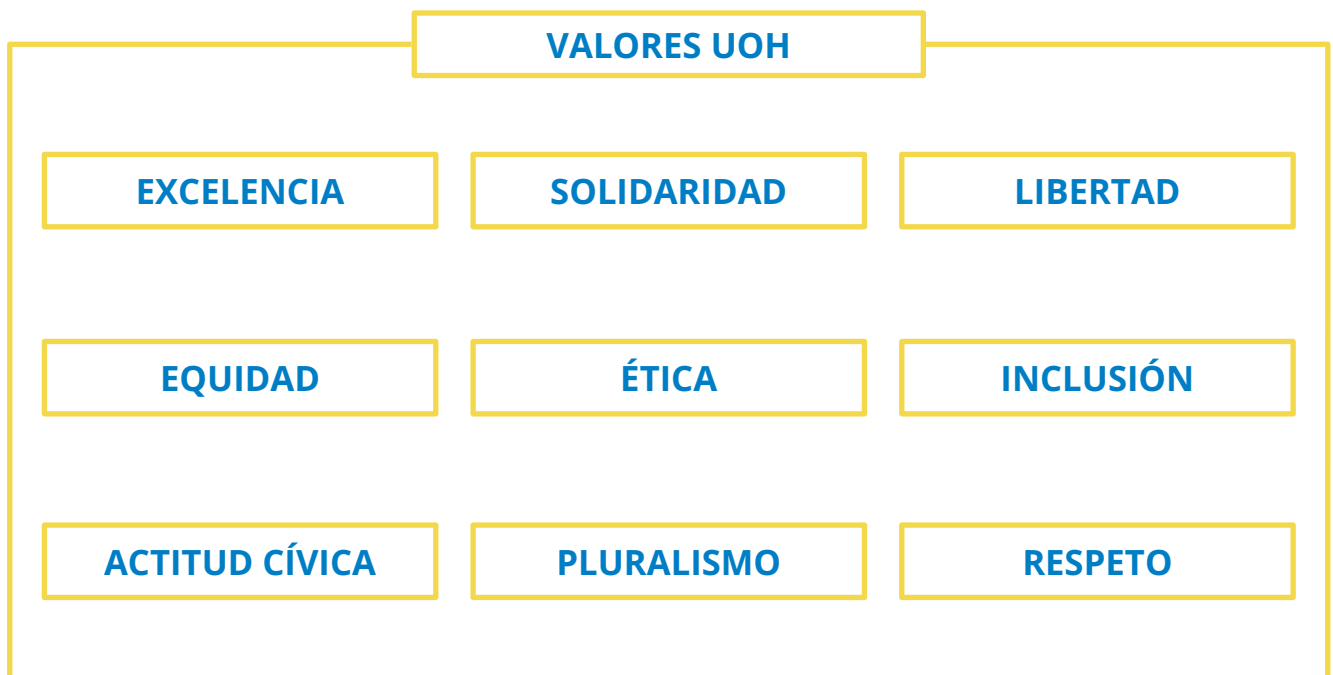 VALORES UOH
EXCELENCIA
SOLIDARIDAD
LIBERTAD
EQUIDAD
ÉTICA
INCLUSIÓN
ACTITUD CÍVICA
PLURALISMO
RESPETO